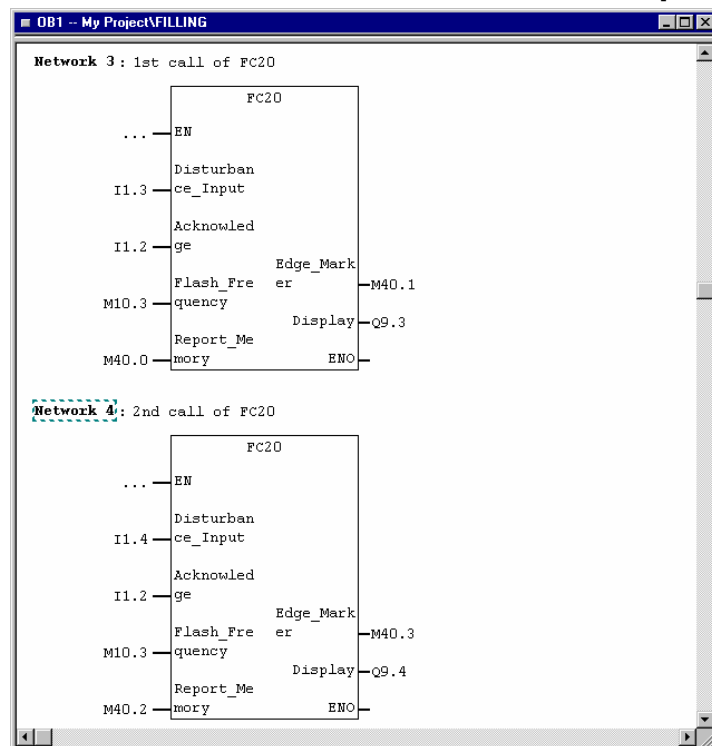 OB1 -- My Project\FILLING
Network 3 : 1st call of FC20
FC20
... EN
Disturban
I1.3 ce_Input
Acknowled
I1.2 ge
Edge_Mark
Flash_Fre er M40.1
M10.3 quency
Display Q9.3
Report_Me
M40.0 mory ENO
Network 4 : 2nd call of FC20
FC20
... EN
Disturban
I1.4 ce_Input
Acknowled
I1.2 ge
Edge_Mark
Flash_Fre er M40.3
M10.3 quency
Display Q9.4
Report_Me
M40.2 mory ENO